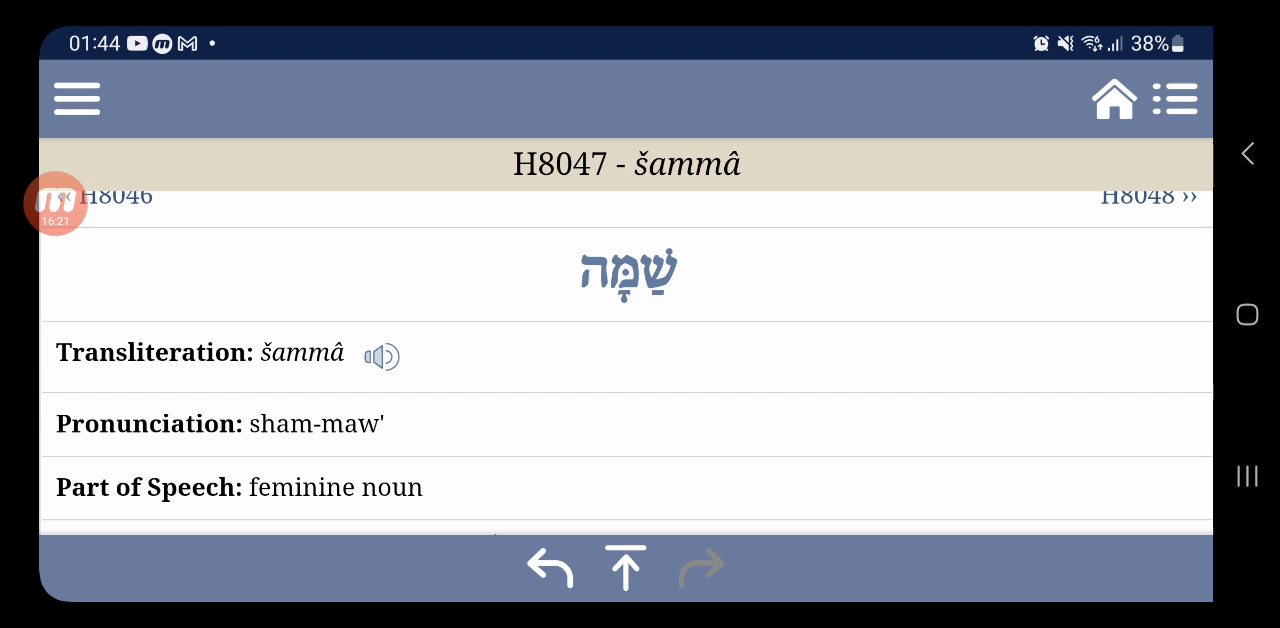 01:44 38%
H8047 - šammâ
‹‹ H8046 H8048 ››
m
16:21
שַׁמָּה
Transliteration: šammâ
Pronunciation: sham-maw'
Part of Speech: feminine noun